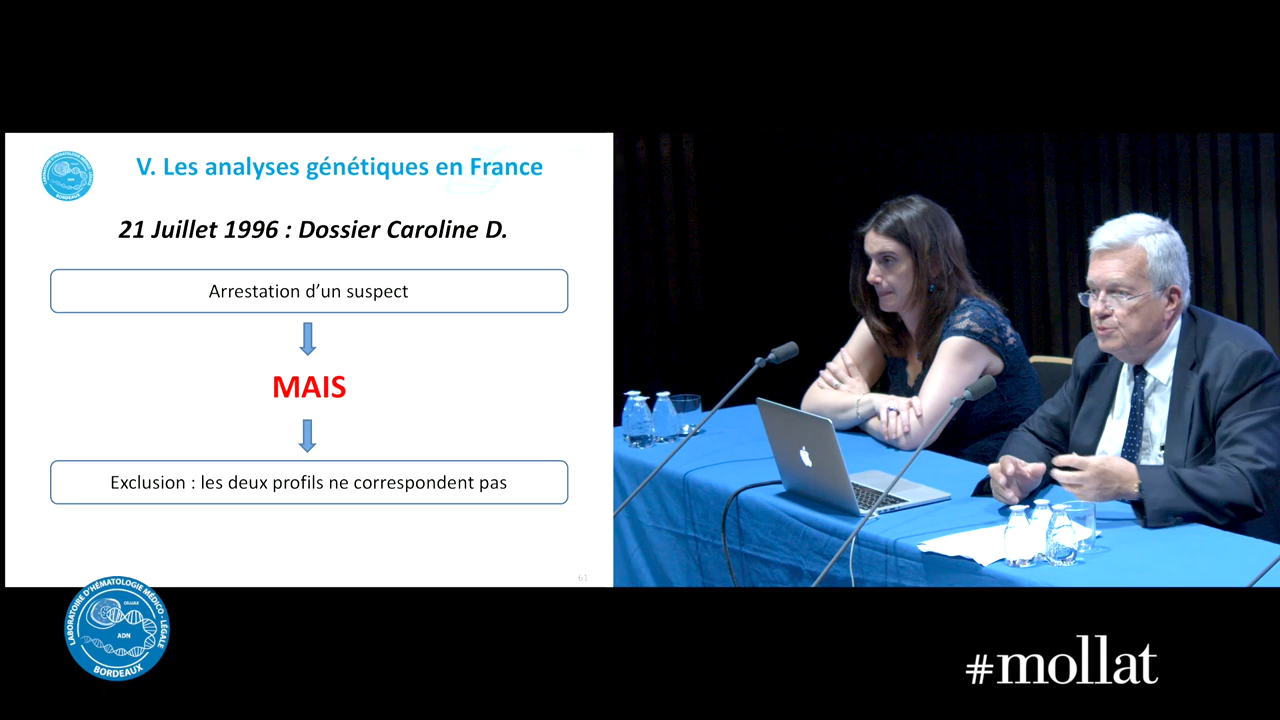 V. Les analyses génétiques en France
21 Juillet 1996 : Dossier Caroline D.
Arrestation d'un suspect
MAIS
Exclusion : les deux profils ne correspondent pas
61
LABORATOIRE D'HÉMATOLOGIE MÉDICO - LÉGALE
ADN
BORDEAUX
#mollat